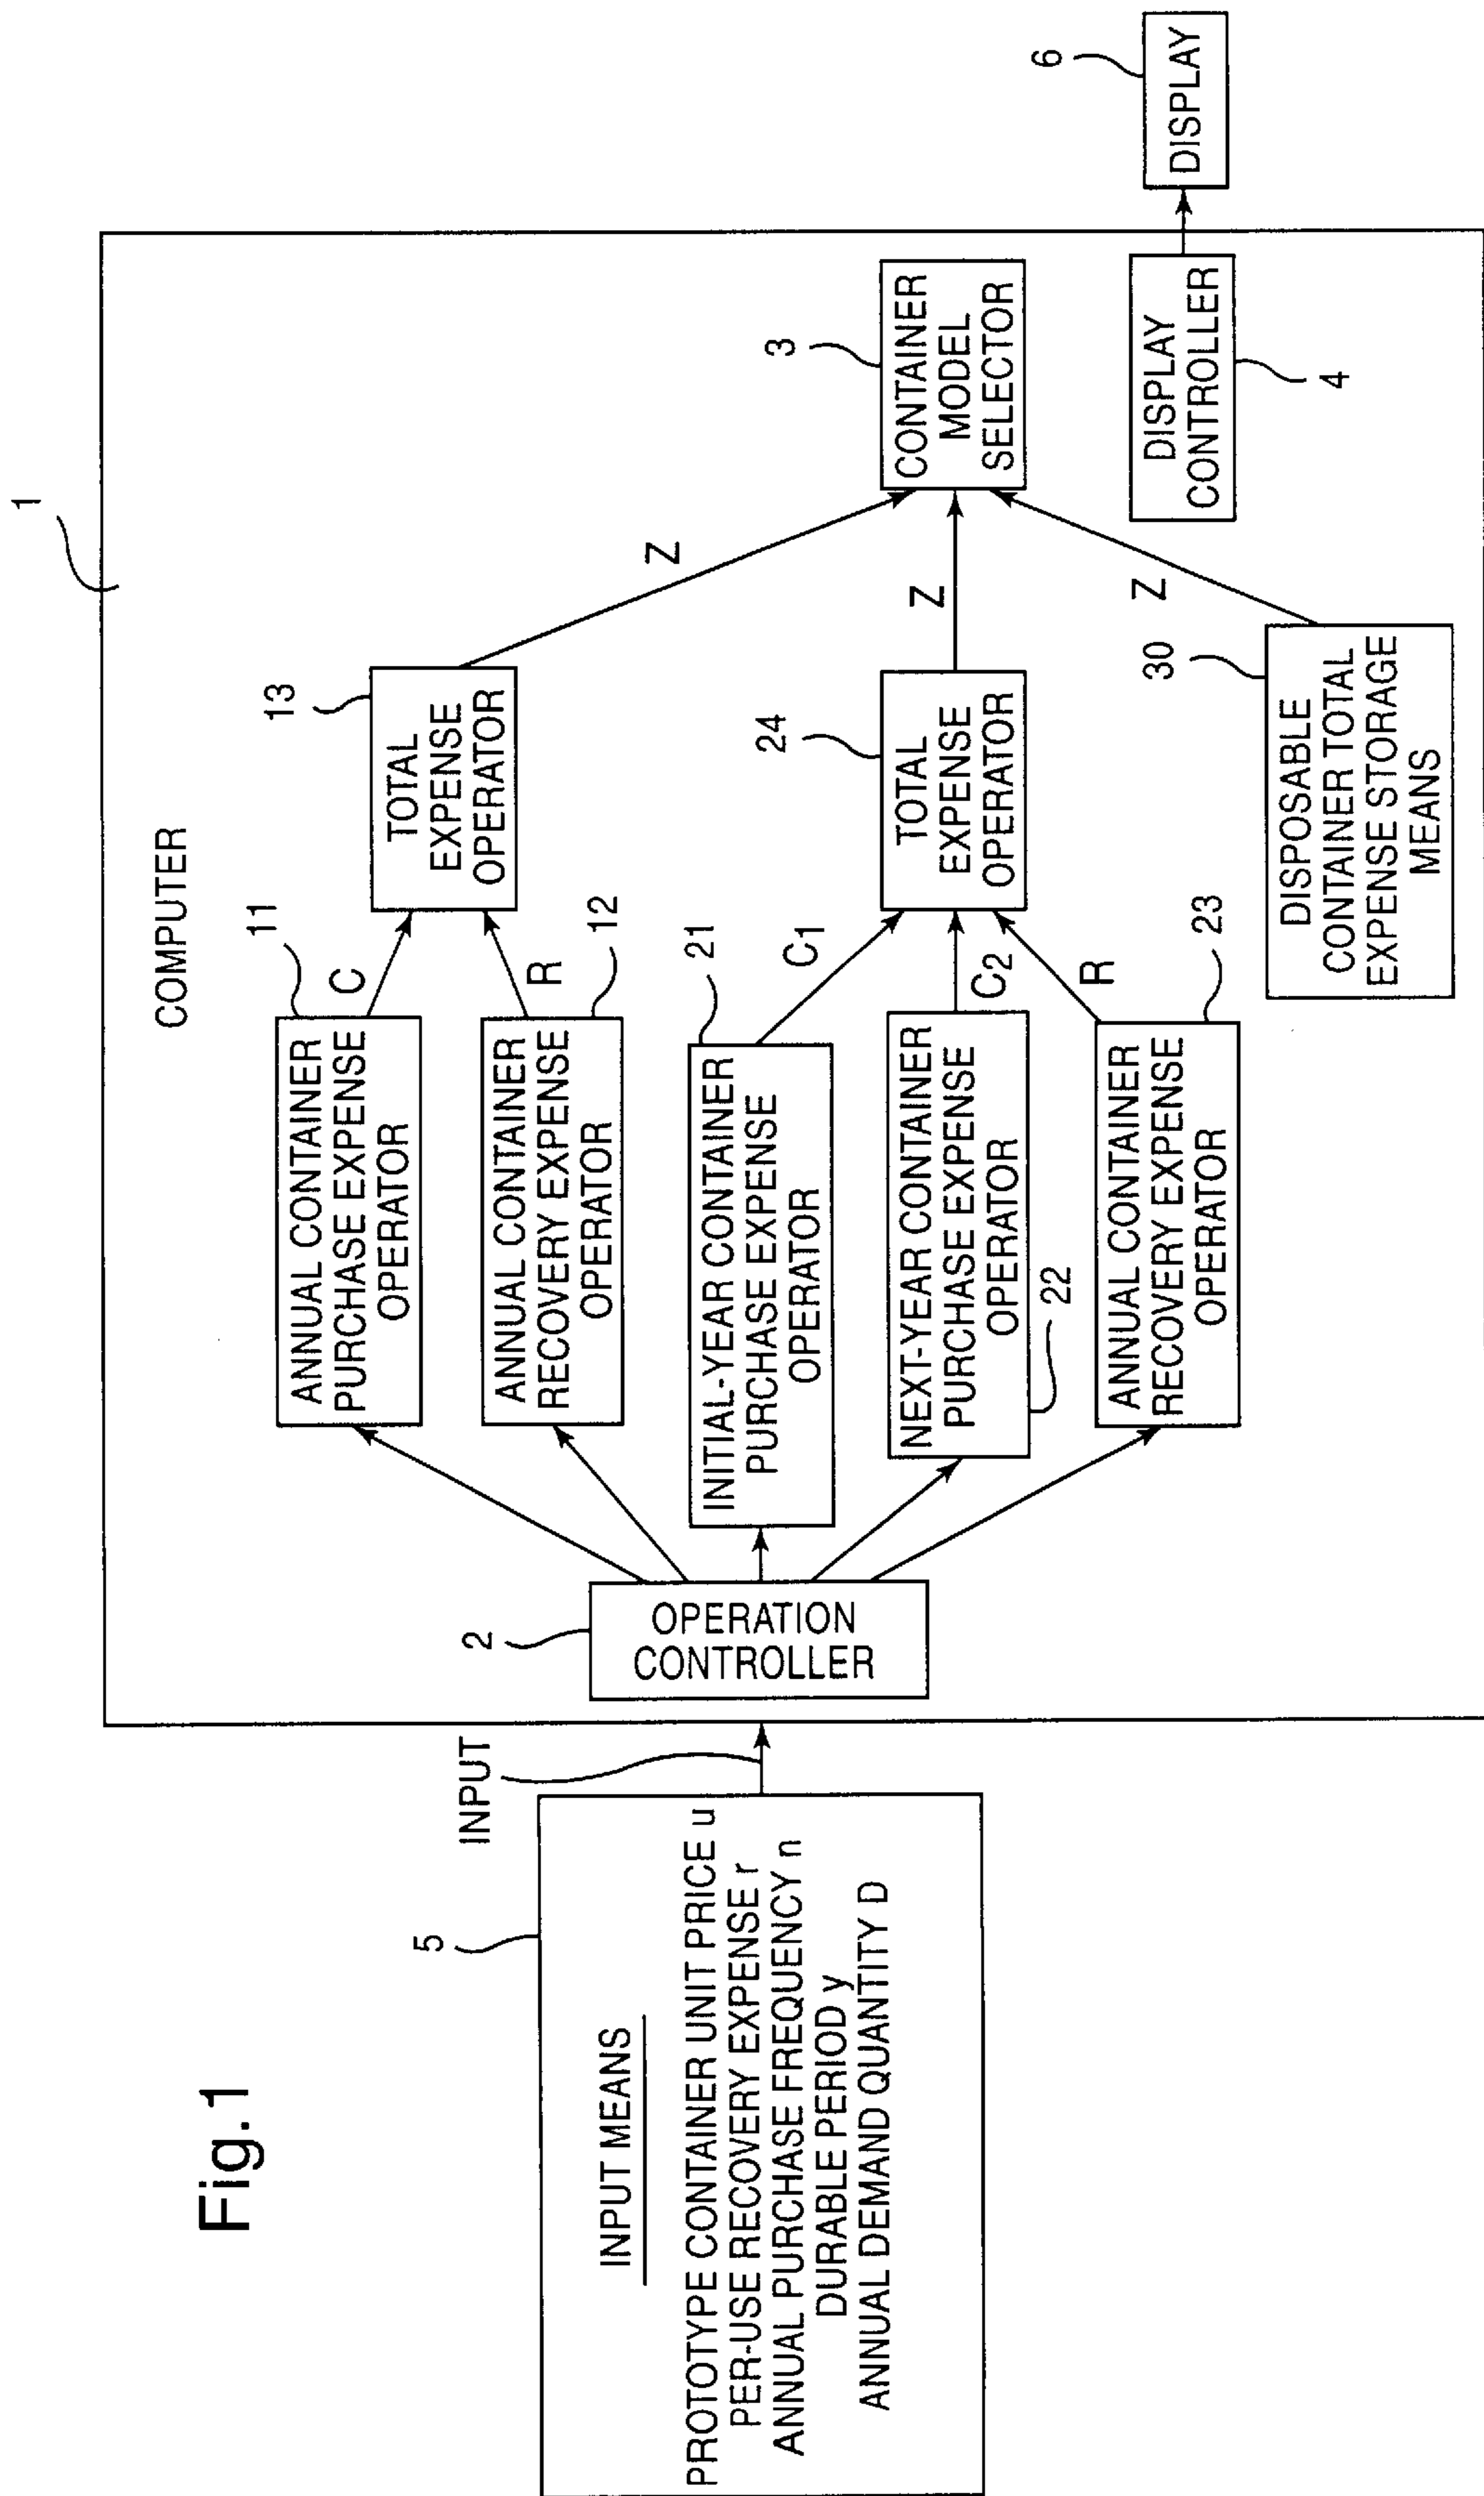 Fig.1
5
INPUT MEANS
PROTOTYPE CONTAINER UNIT PRICE u
PER-USE RECOVERY EXPENSE r
ANNUAL PURCHASE FREQUENCY n
DURABLE PERIOD y
ANNUAL DEMAND QUANTITY D
INPUT
1
COMPUTER
2
OPERATION
CONTROLLER
11
ANNUAL CONTAINER
PURCHASE EXPENSE
OPERATOR
C
12
ANNUAL CONTAINER
RECOVERY EXPENSE
OPERATOR
R
13
TOTAL
EXPENSE
OPERATOR
Z
21
INITIAL-YEAR CONTAINER
PURCHASE EXPENSE
OPERATOR
C1
22
NEXT-YEAR CONTAINER
PURCHASE EXPENSE
OPERATOR
C2
23
ANNUAL CONTAINER
RECOVERY EXPENSE
OPERATOR
R
24
TOTAL
EXPENSE
OPERATOR
Z
30
DISPOSABLE
CONTAINER TOTAL
EXPENSE STORAGE
MEANS
Z
3
CONTAINER
MODEL
SELECTOR
4
DISPLAY
CONTROLLER
6
DISPLAY